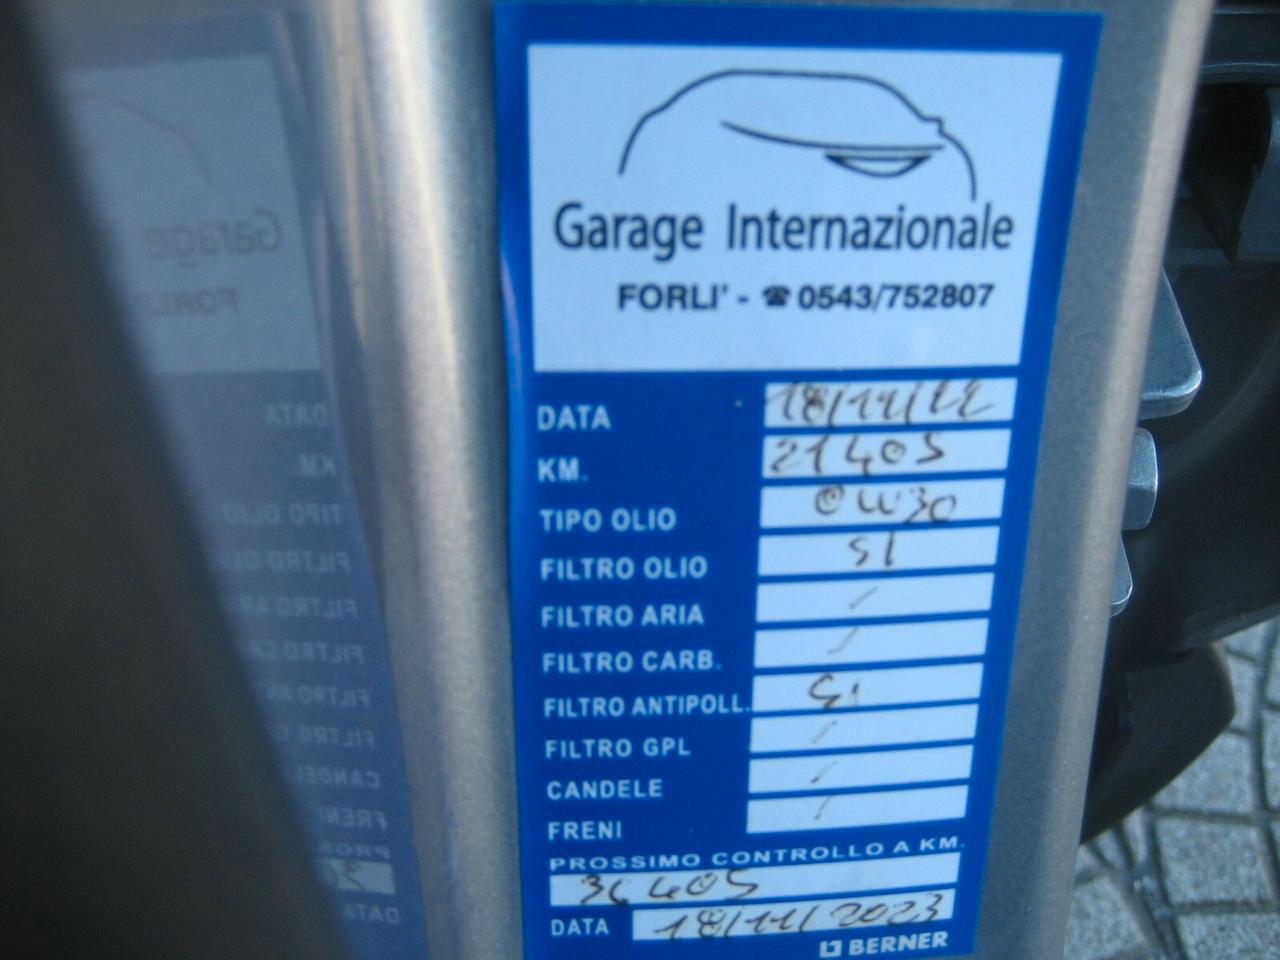 Garage Internazionale
FORLI' - ☎ 0543/752807
DATA 18/11/22
KM. 21405
TIPO OLIO 0W30
FILTRO OLIO SI
FILTRO ARIA /
FILTRO CARB. /
FILTRO ANTIPOLL. Si
FILTRO GPL /
CANDELE /
FRENI /
PROSSIMO CONTROLLO A KM.
36405
DATA 18/11/2023
BERNER